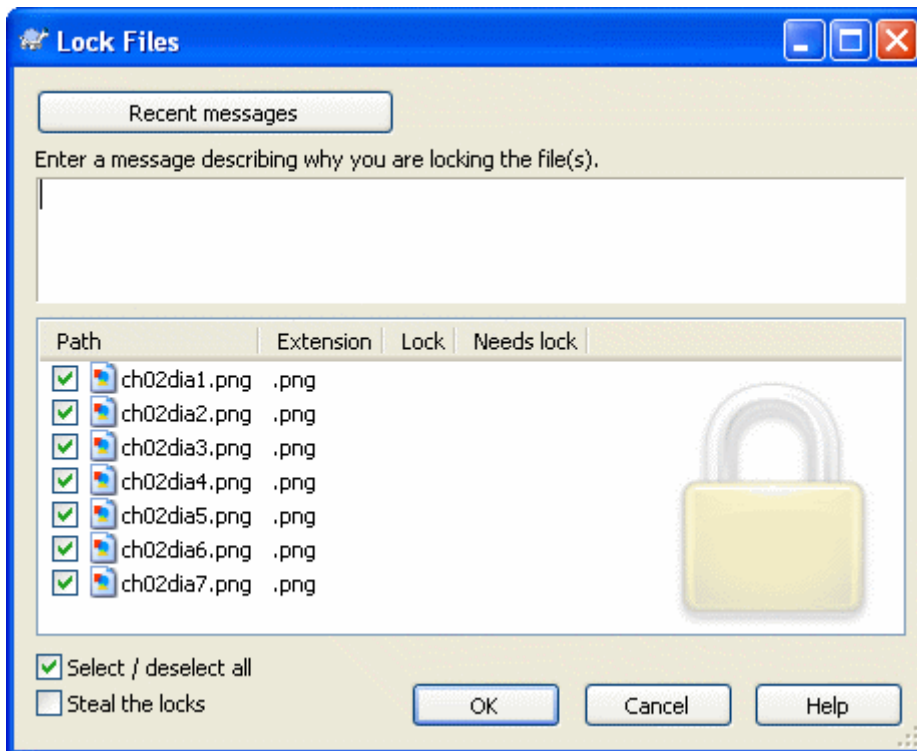 Lock Files
Recent messages
Enter a message describing why you are locking the file(s).
Path Extension Lock Needs lock
ch02dia1.png .png
ch02dia2.png .png
ch02dia3.png .png
ch02dia4.png .png
ch02dia5.png .png
ch02dia6.png .png
ch02dia7.png .png
Select / deselect all
Steal the locks OK Cancel Help